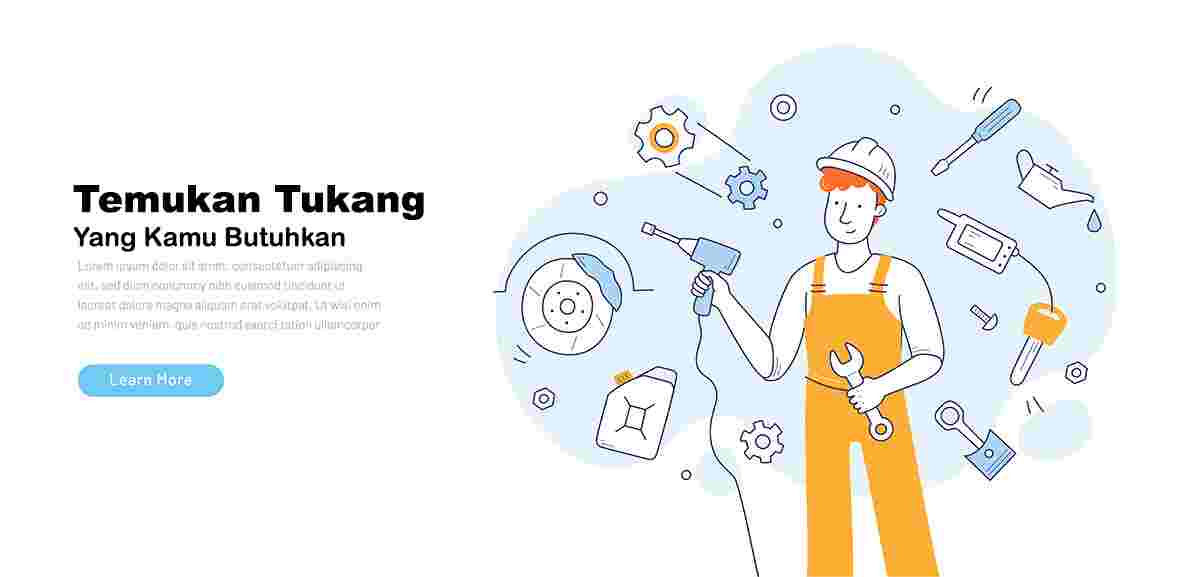 Temukan Tukang
Yang Kamu Butuhkan
Lorem ipsum dolor sit amet, consectetuer adipiscing
elit, sed diam nonummy nibh euismod tincidunt ut
laoreet dolore magna aliquam erat volutpat. Ut wisi enim
ad minim veniam, quis nostrud exerci tation ullamcorper
Learn More